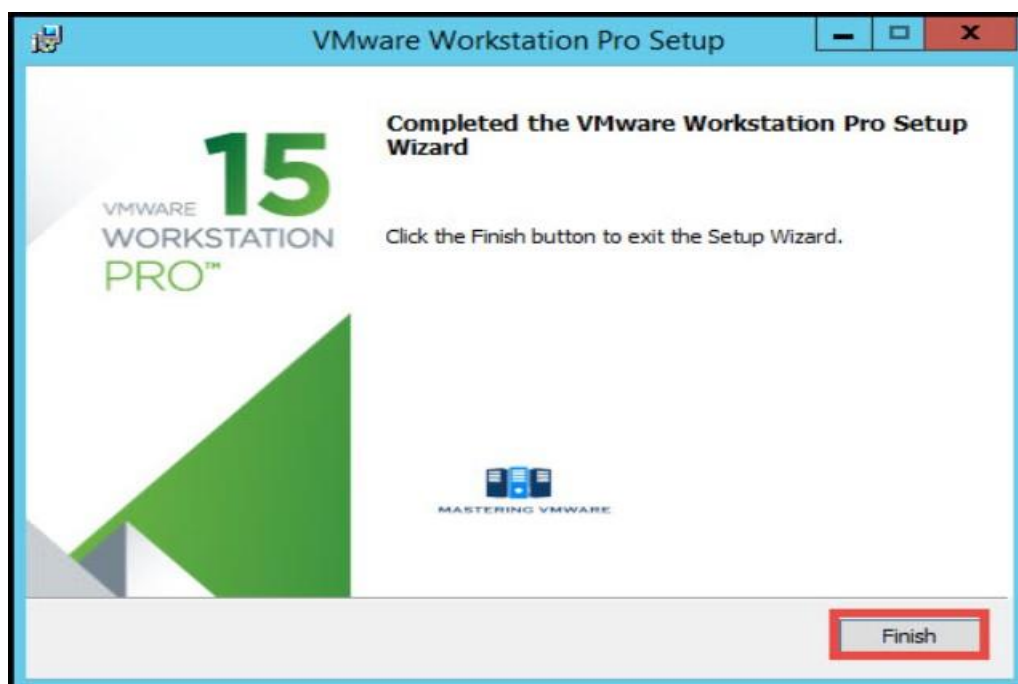 VMware Workstation Pro Setup
Completed the VMware Workstation Pro Setup
Wizard
15
VMWARE
WORKSTATION
PRO™
Click the Finish button to exit the Setup Wizard.
MASTERING VMWARE
Finish